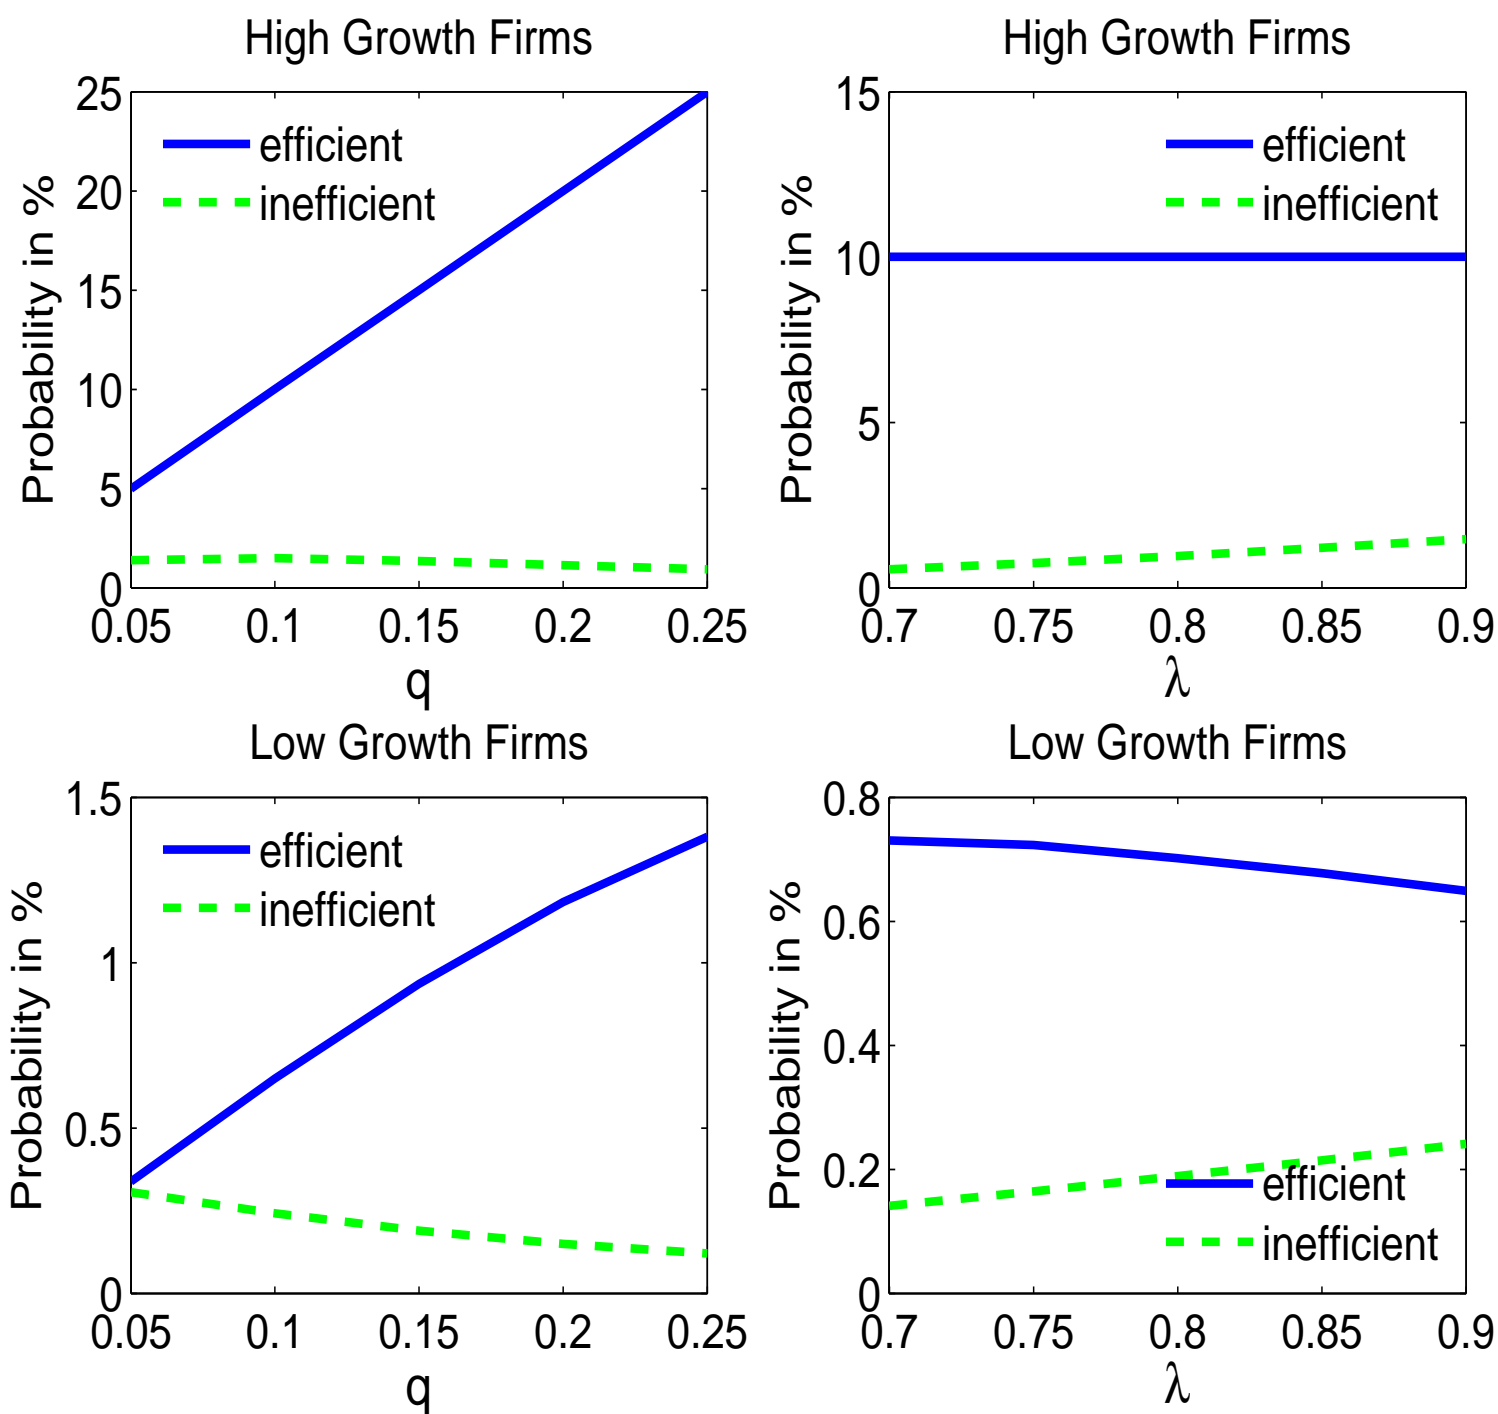 High Growth Firms
Probability in %
25
20
15
10
5
0
efficient
inefficient
0.05 0.1 0.15 0.2 0.25
q
High Growth Firms
Probability in %
15
10
5
0
efficient
inefficient
0.7 0.75 0.8 0.85 0.9
λ
Low Growth Firms
Probability in %
1.5
1
0.5
0
efficient
inefficient
0.05 0.1 0.15 0.2 0.25
q
Low Growth Firms
Probability in %
0.8
0.6
0.4
0.2
0
efficient
inefficient
0.7 0.75 0.8 0.85 0.9
λ